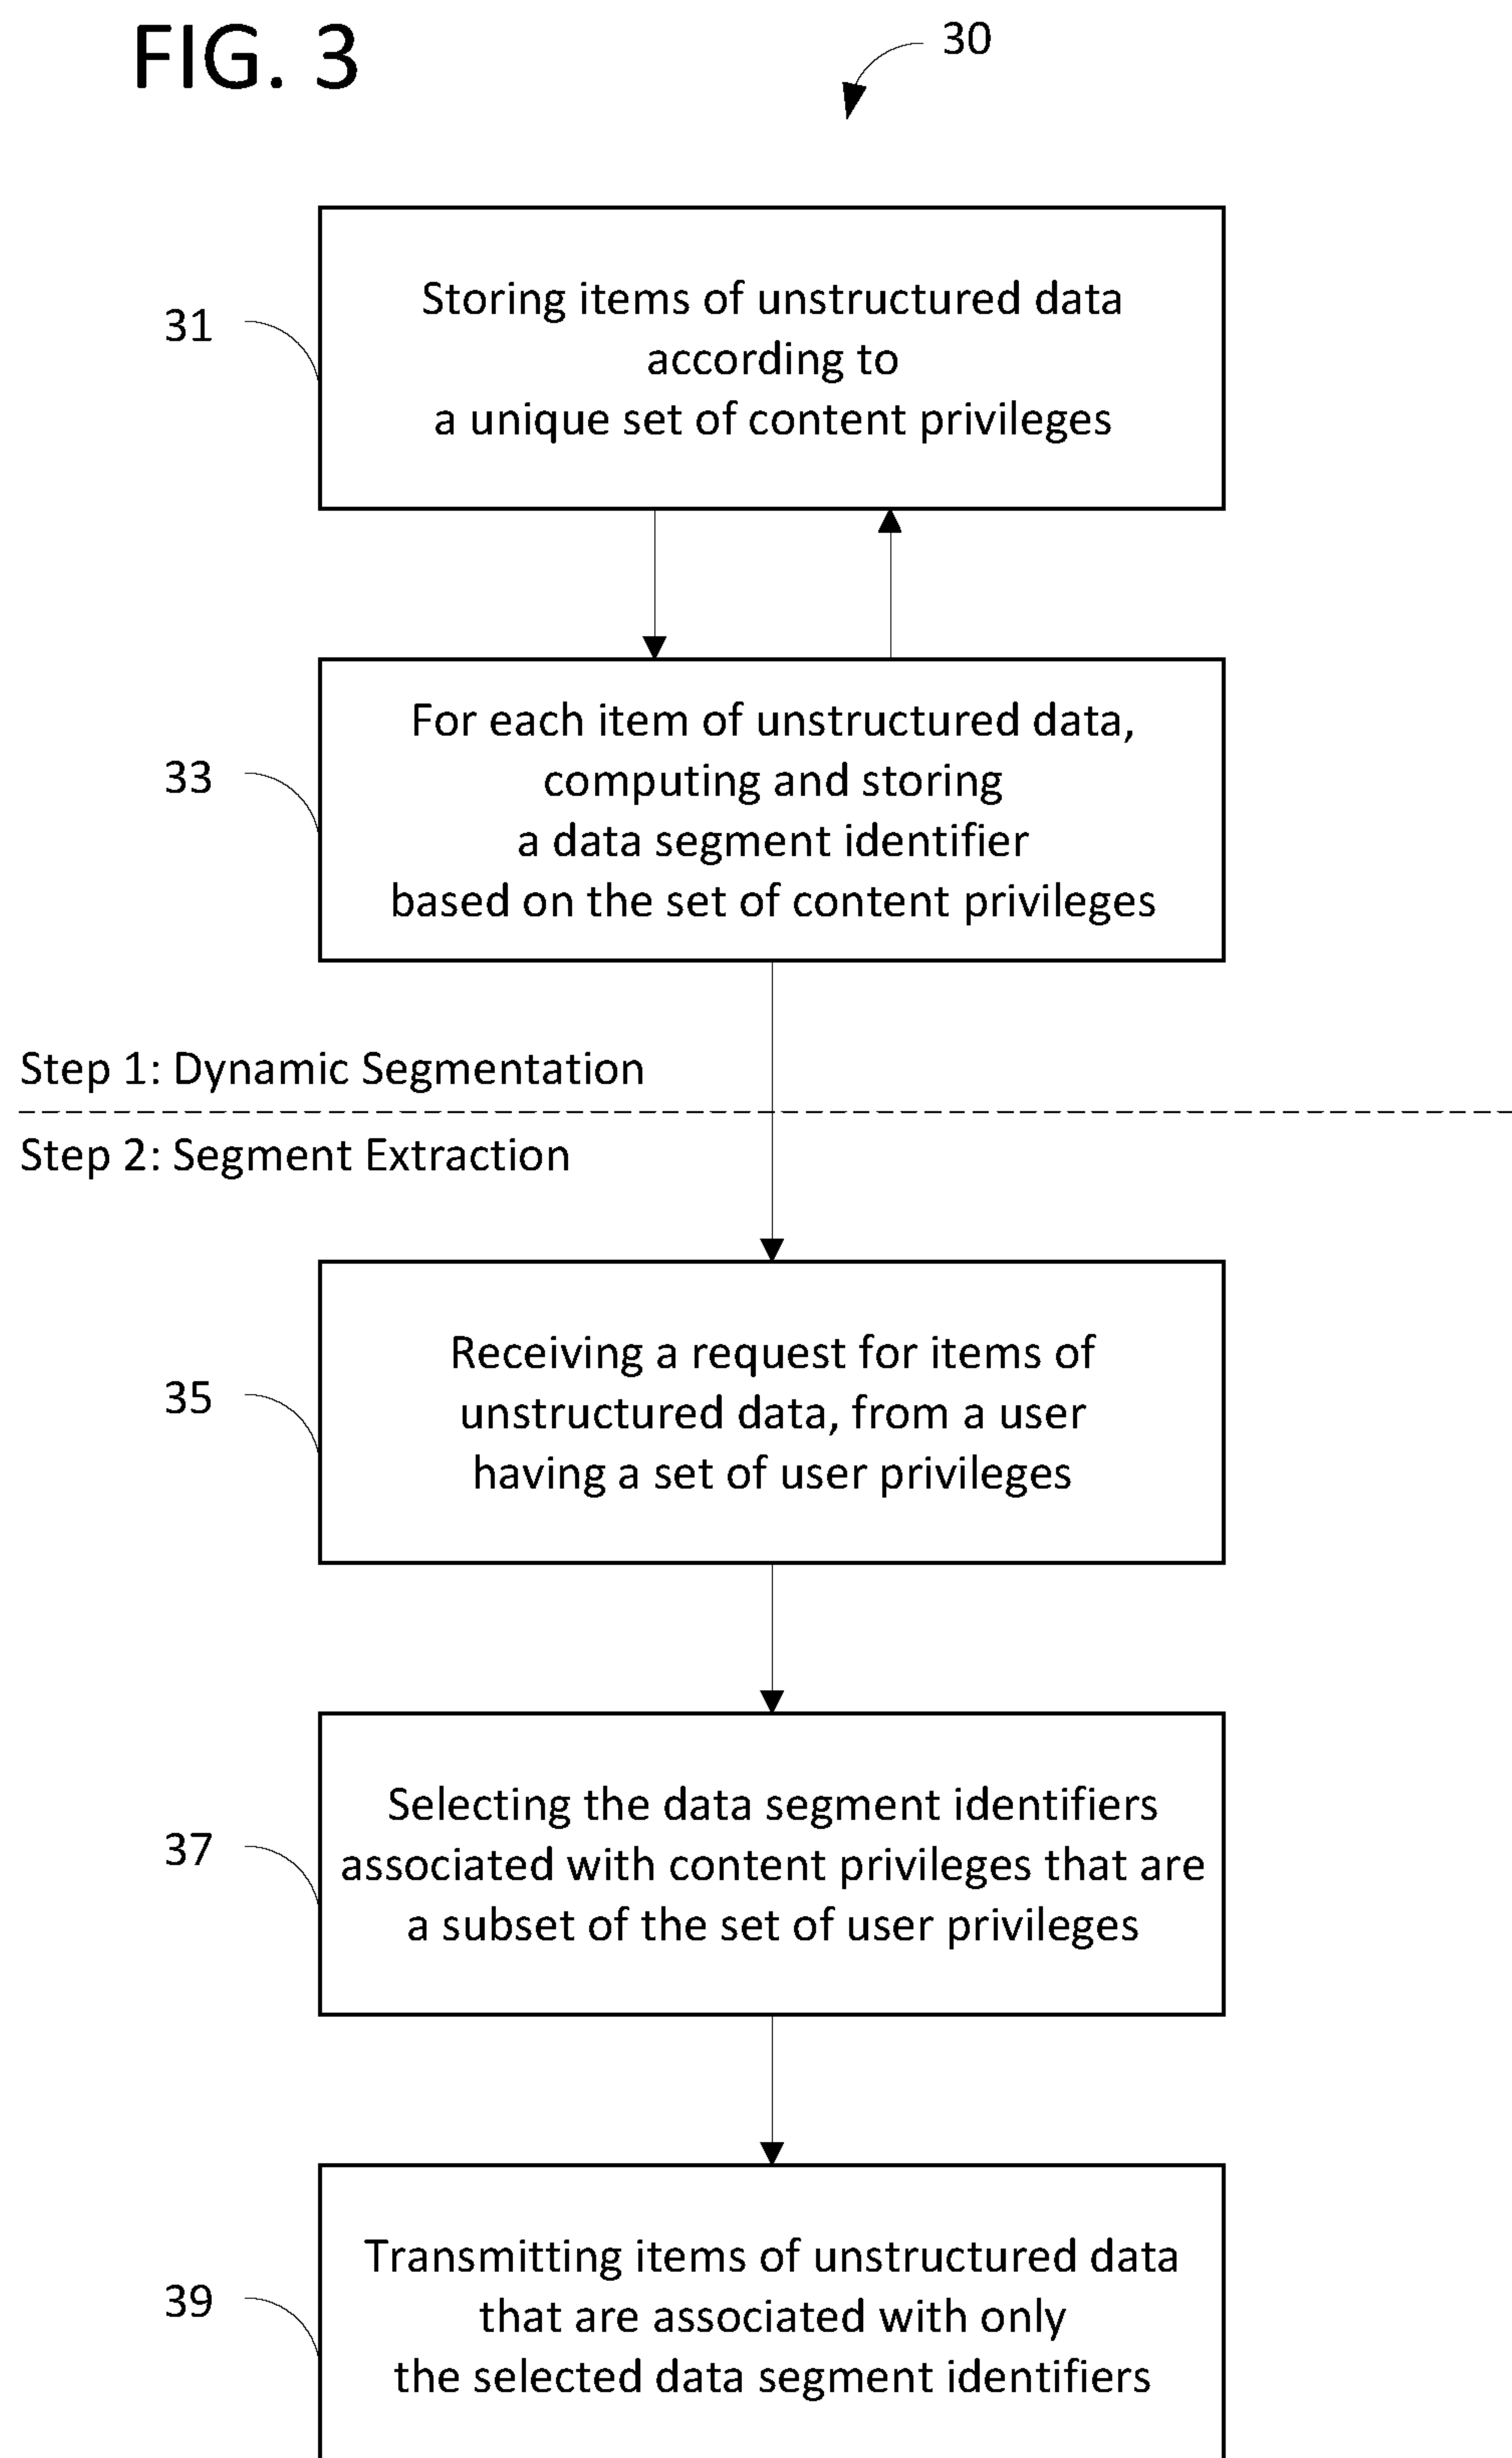 FIG. 3
30
31
Storing items of unstructured data
according to
a unique set of content privileges
33
For each item of unstructured data,
computing and storing
a data segment identifier
based on the set of content privileges
Step 1: Dynamic Segmentation
Step 2: Segment Extraction
35
Receiving a request for items of
unstructured data, from a user
having a set of user privileges
37
Selecting the data segment identifiers
associated with content privileges that are
a subset of the set of user privileges
39
Transmitting items of unstructured data
that are associated with only
the selected data segment identifiers